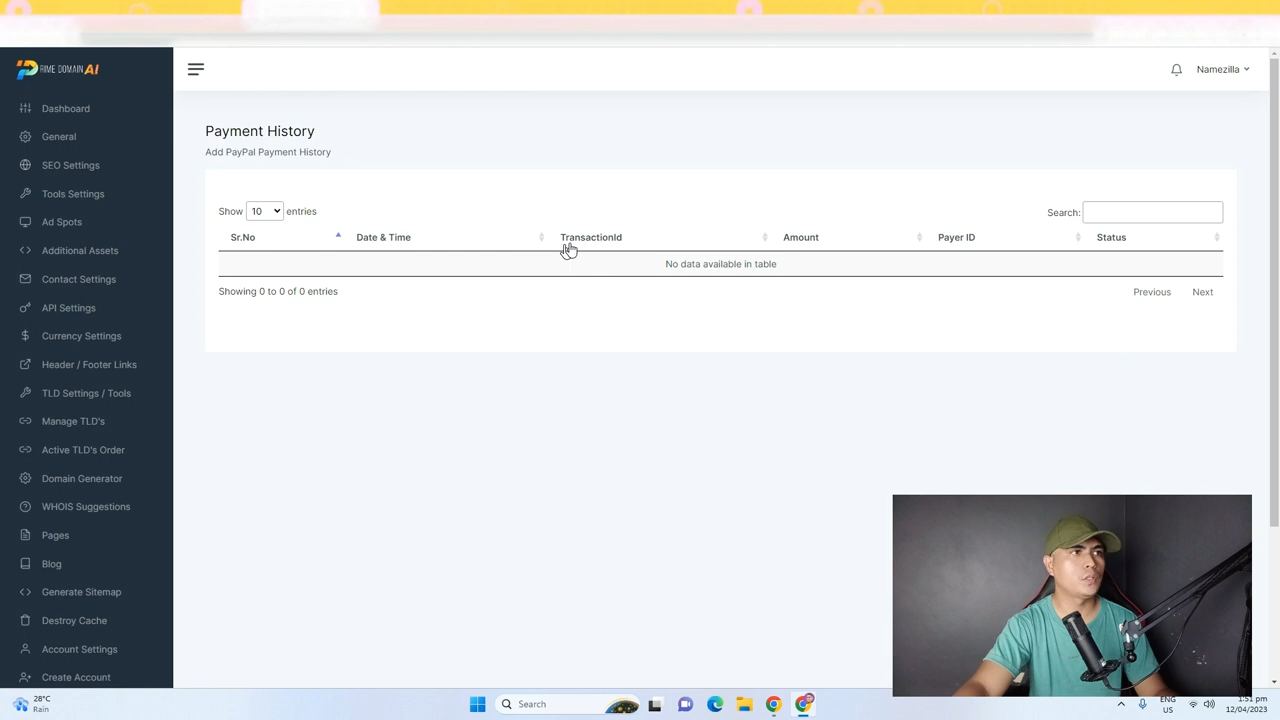 RIME DOMAIN AI
Namezilla
Dashboard
General
SEO Settings
Tools Settings
Ad Spots
Additional Assets
Contact Settings
API Settings
Currency Settings
Header / Footer Links
TLD Settings / Tools
Manage TLD's
Active TLD's Order
Domain Generator
WHOIS Suggestions
Pages
Blog
Generate Sitemap
Destroy Cache
Account Settings
Create Account
Payment History
Add PayPal Payment History
Show 10 entries
Search:
Sr.No Date & Time TransactionId Amount Payer ID Status
No data available in table
Showing 0 to 0 of 0 entries
Previous Next
28°C
Rain
Search
ENG
US
:51 pm
12/04/2023